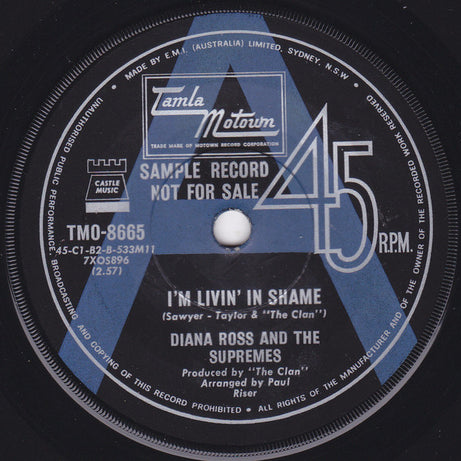 • MADE BY E.M.I. (AUSTRALIA) LIMITED, SYDNEY, N.S.W •
UNAUTHORISED PUBLIC PERFORMANCE, BROADCASTING AND COPYING OF THIS RECORD PROHIBITED • ALL RIGHTS OF THE MANUFACTURER AND OF THE OWNER OF THE RECORDED WORK RESERVED •
A
Tamla
Motown
TRADE MARK OF MOTOWN RECORD CORPORATION
SAMPLE RECORD
NOT FOR SALE
45
R.P.M.
CASTLE
MUSIC
TMO-8665
45-C1-B2-B-533M11
7XOS896
(2.57)
I'M LIVIN' IN SHAME
(Sawyer - Taylor & "The Clan")
DIANA ROSS AND THE
SUPREMES
Produced by "The Clan"
Arranged by Paul
Riser